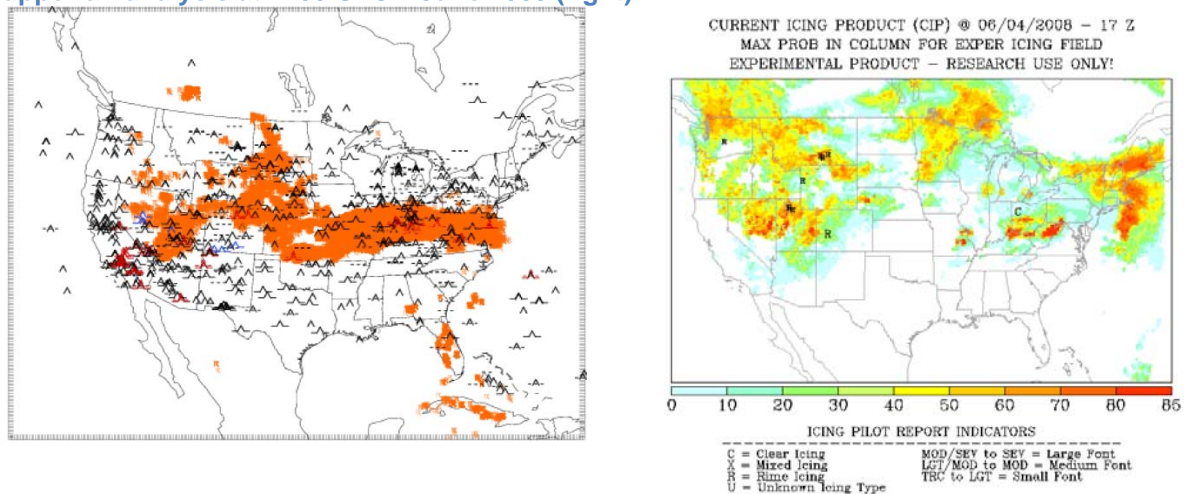 CURRENT ICING PRODUCT (CIP) @ 06/04/2008 - 17 Z
MAX PROB IN COLUMN FOR EXPER ICING FIELD
EXPERIMENTAL PRODUCT - RESEARCH USE ONLY!
C
R
0 10 20 30 40 50 60 70 80 85
ICING PILOT REPORT INDICATORS
C = Clear Icing MOD/SEV to SEV = Large Font
X = Mixed Icing LGT/MOD to MOD = Medium Font
R = Rime Icing TRC to LGT = Small Font
U = Unknown Icing Type